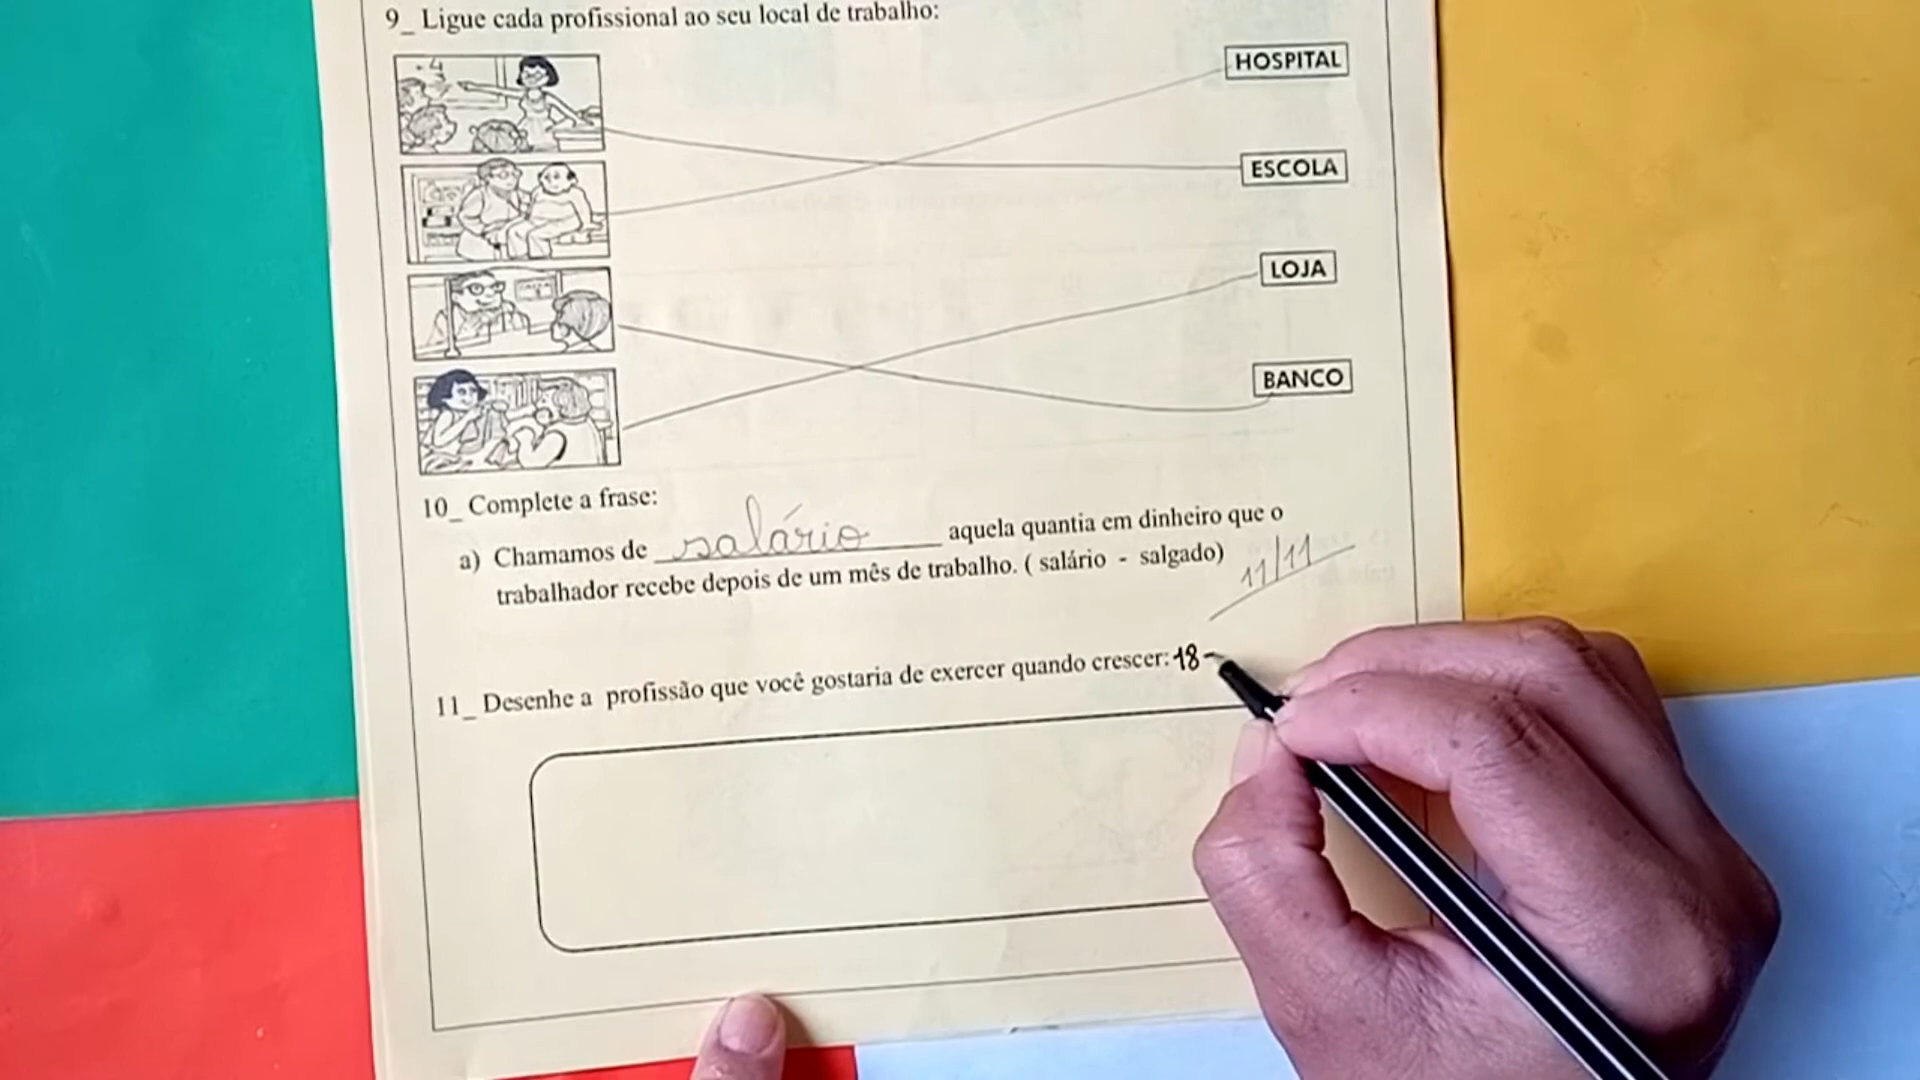 9_ Ligue cada profissional ao seu local de trabalho:
+4
3
HOSPITAL
ESCOLA
LOJA
BANCO
10_ Complete a frase:
a) Chamamos de salário aquela quantia em dinheiro que o
trabalhador recebe depois de um mês de trabalho. ( salário - salgado)
11/11
11_ Desenhe a profissão que você gostaria de exercer quando crescer: 18-